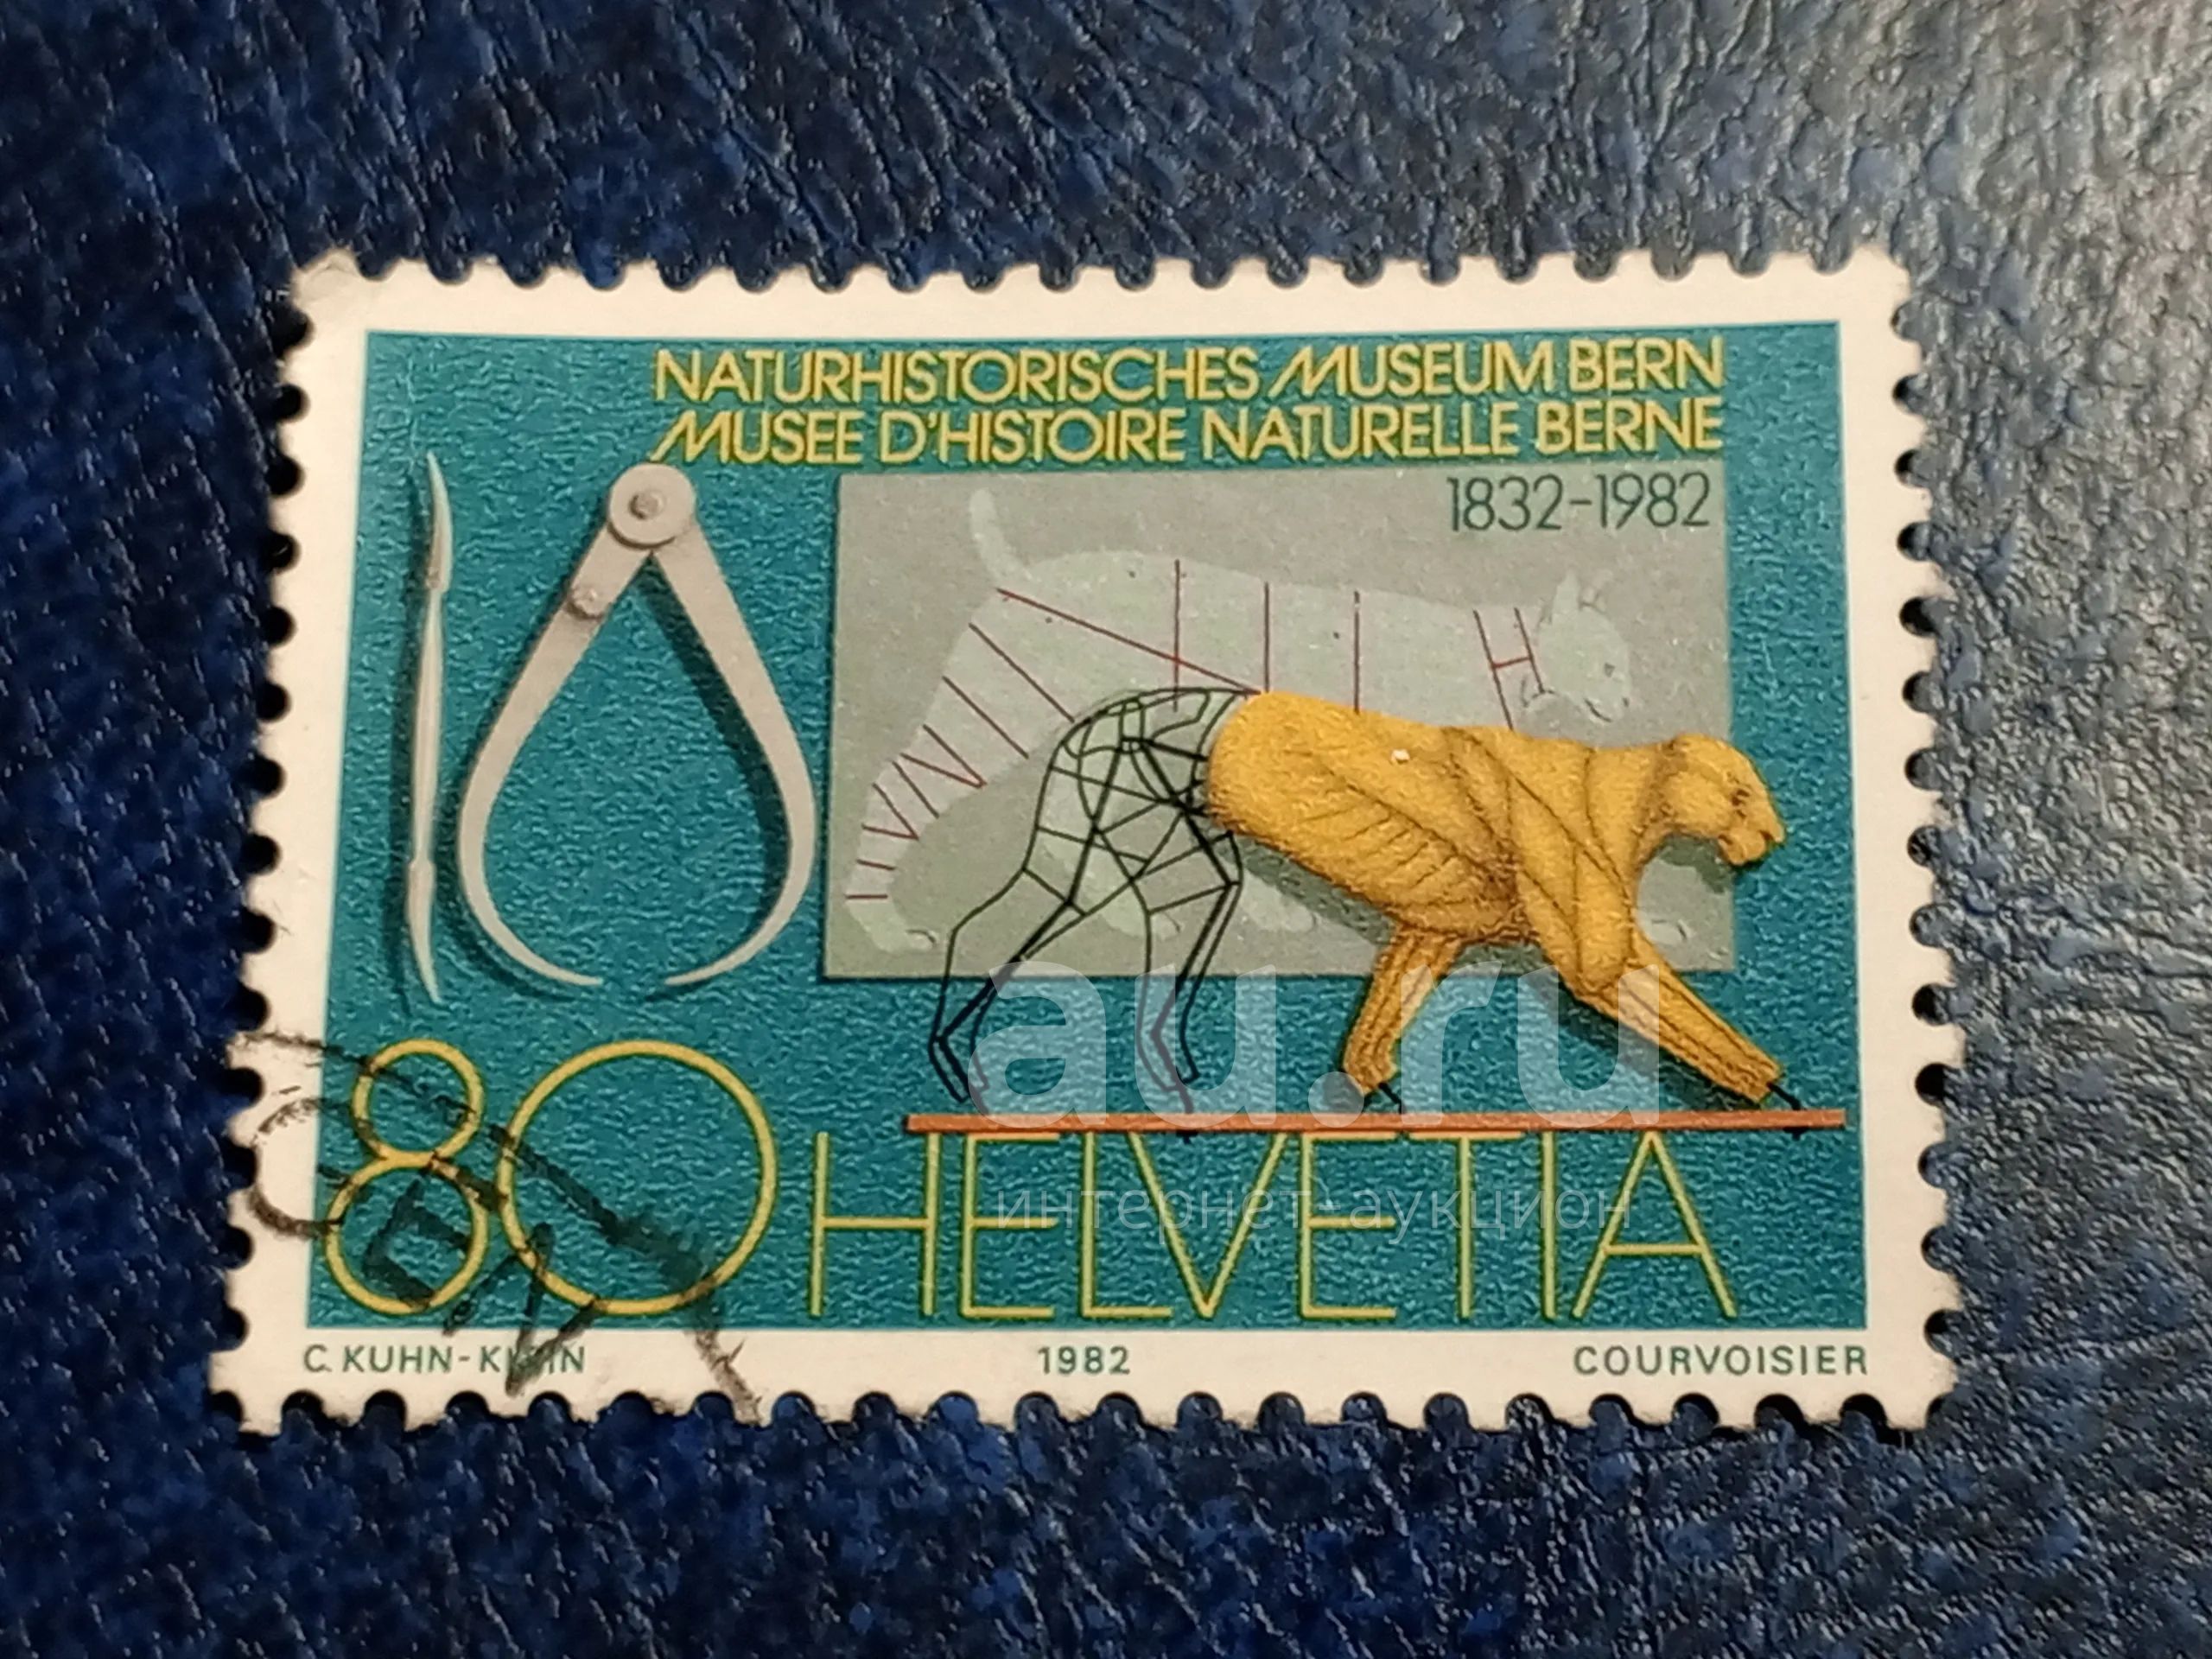 NATURHISTORISCHES MUSEUM BERN
MUSEE D'HISTOIRE NATURELLE BERNE
1832-1982
au.ru
интернет-аукцион
80 HELVETIA
C. KUHN-KLEIN 1982 COURVOISIER